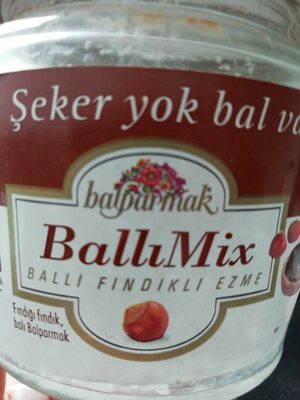 Şeker yok bal va
balparmak
BallıMix
BALLI FINDIKLI EZME
Fındığı fındık,
balı Balparmak